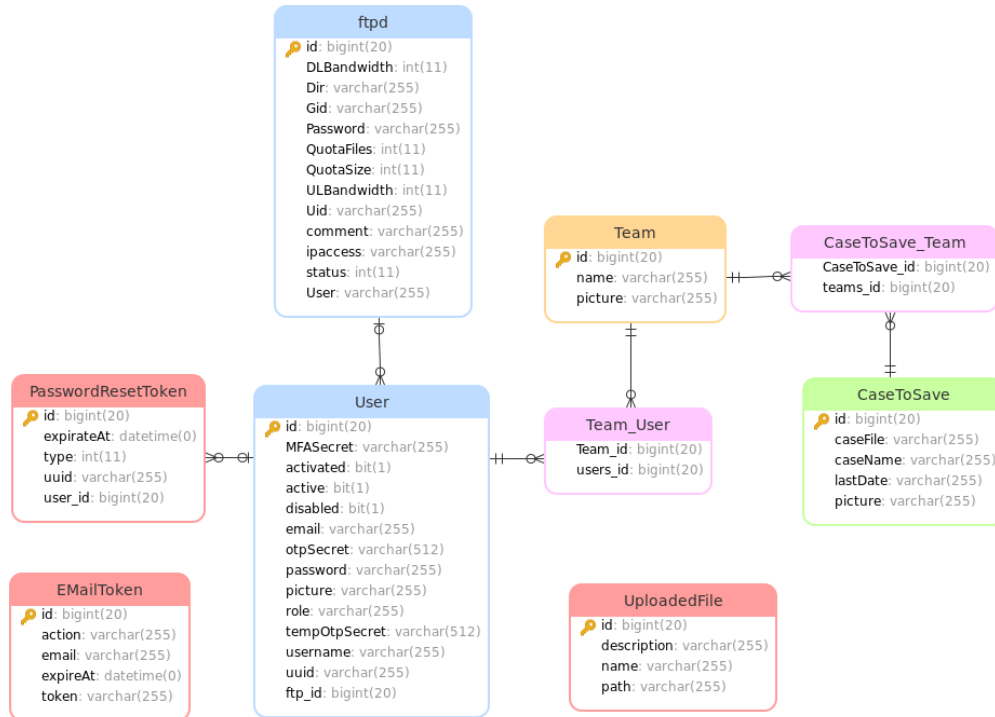 ftpd
id: bigint(20)
DLBandwidth: int(11)
Dir: varchar(255)
Gid: varchar(255)
Password: varchar(255)
QuotaFiles: int(11)
QuotaSize: int(11)
ULBandwidth: int(11)
Uid: varchar(255)
comment: varchar(255)
ipaccess: varchar(255)
status: int(11)
User: varchar(255)
Team
id: bigint(20)
name: varchar(255)
picture: varchar(255)
CaseToSave_Team
CaseToSave_id: bigint(20)
teams_id: bigint(20)
PasswordResetToken
id: bigint(20)
expirateAt: datetime(0)
type: int(11)
uuid: varchar(255)
user_id: bigint(20)
User
id: bigint(20)
MFASecret: varchar(255)
activated: bit(1)
active: bit(1)
disabled: bit(1)
email: varchar(255)
otpSecret: varchar(512)
password: varchar(255)
picture: varchar(255)
role: varchar(255)
tempOtpSecret: varchar(512)
username: varchar(255)
uuid: varchar(255)
ftp_id: bigint(20)
Team_User
Team_id: bigint(20)
users_id: bigint(20)
CaseToSave
id: bigint(20)
caseFile: varchar(255)
caseName: varchar(255)
lastDate: varchar(255)
picture: varchar(255)
EMailToken
id: bigint(20)
action: varchar(255)
email: varchar(255)
expireAt: datetime(0)
token: varchar(255)
UploadedFile
id: bigint(20)
description: varchar(255)
name: varchar(255)
path: varchar(255)